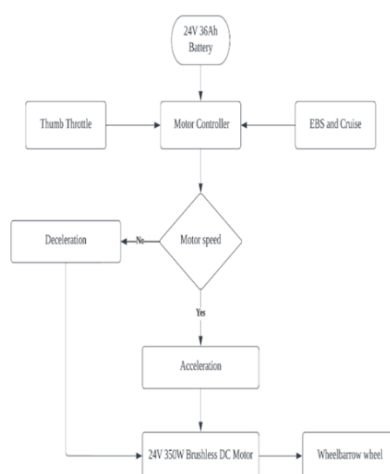 24V 36Ah
Battery
Thumb Throttle
Motor Controller
EBS and Cruise
Motor speed
Deceleration
No
Yes
Acceleration
24V 350W Brushless DC Motor
Wheelbarrow wheel